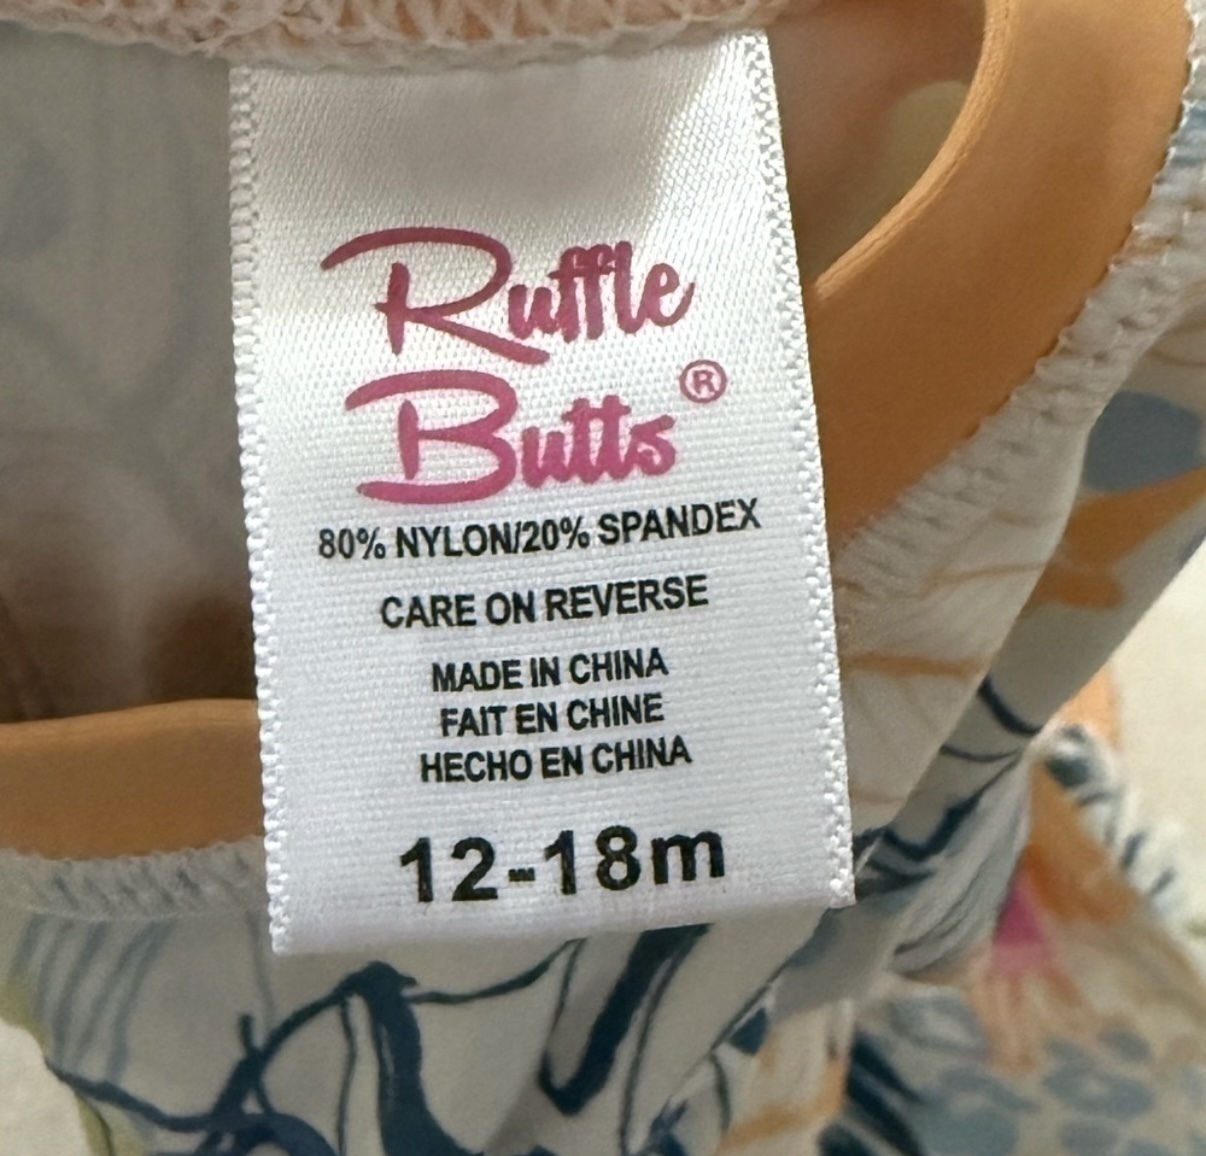 Ruffle
Butts®
80% NYLON/20% SPANDEX
CARE ON REVERSE
MADE IN CHINA
FAIT EN CHINE
HECHO EN CHINA
12-18m